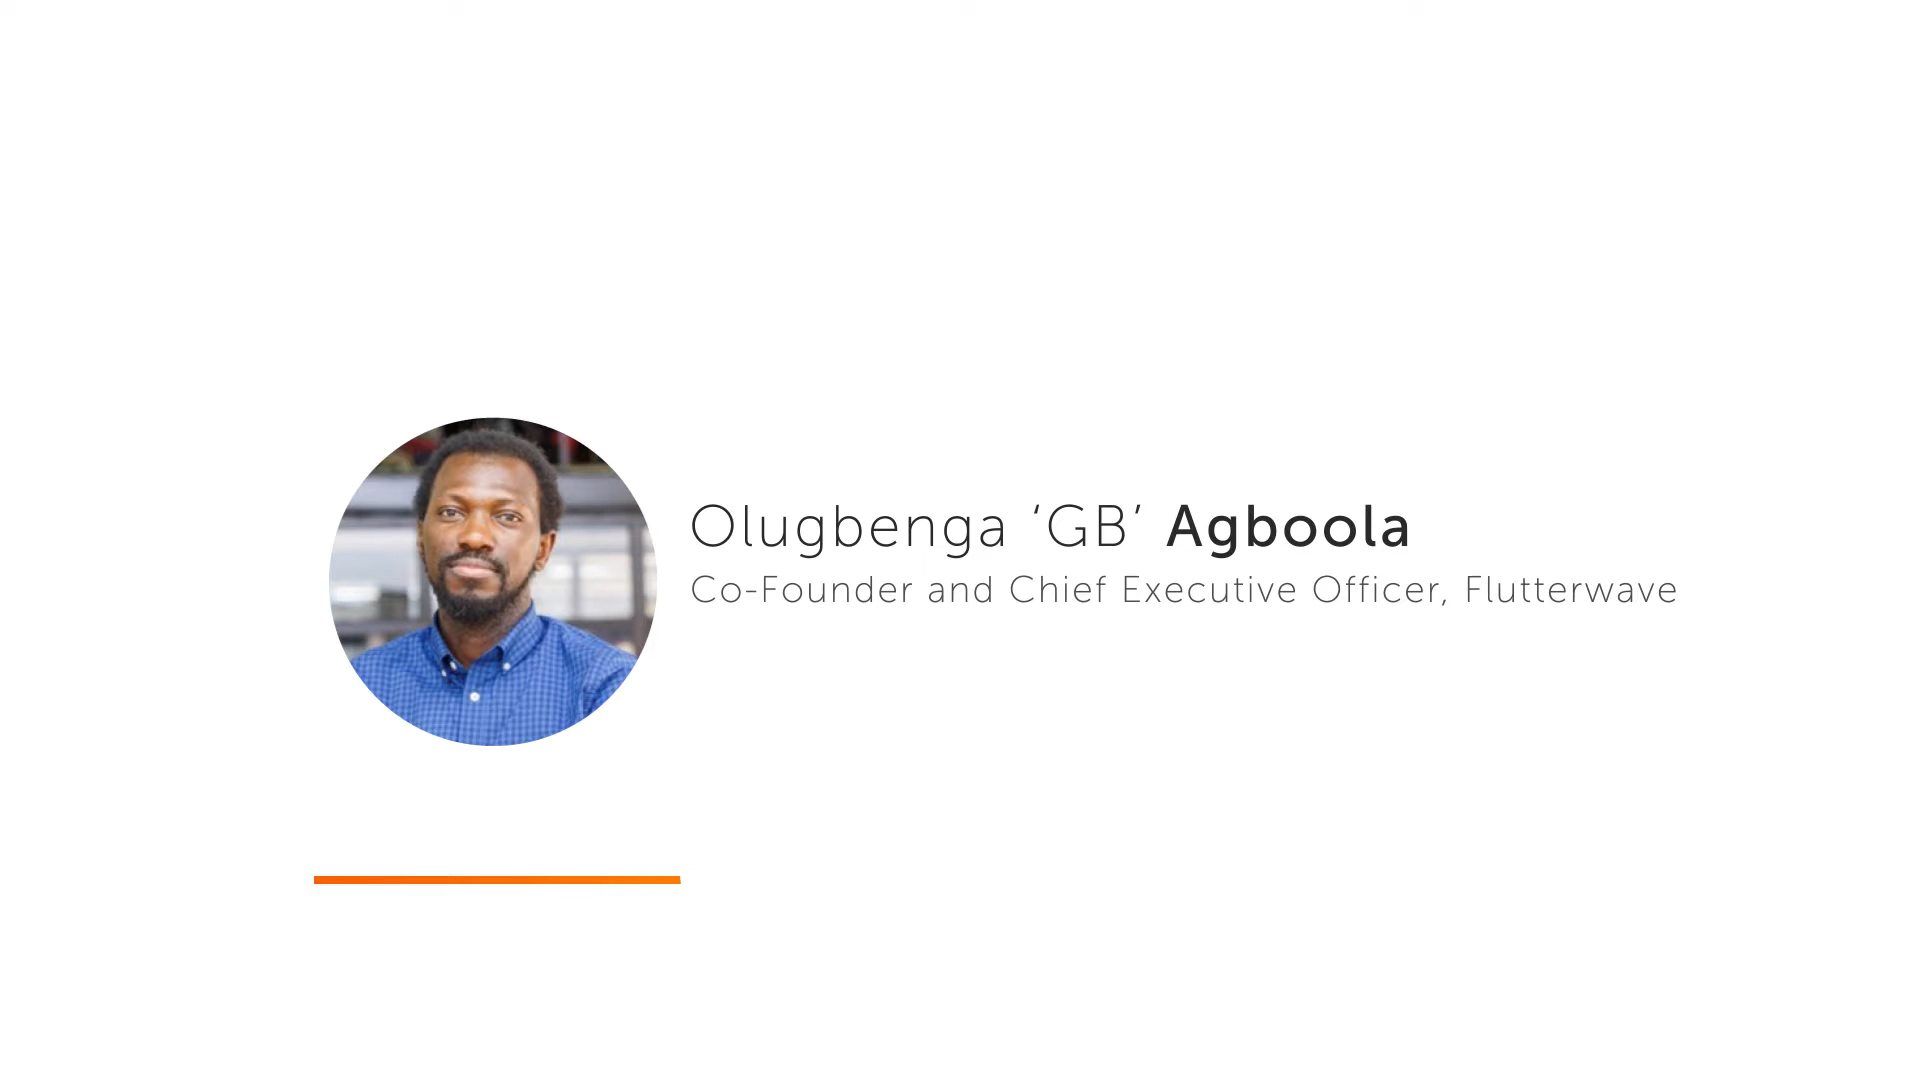 Olugbenga ‘GB’ Agboola
Co-Founder and Chief Executive Officer, Flutterwave